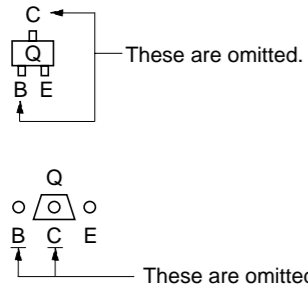 C
Q
These are omitted.
B E
Q
B C E
These are omitted